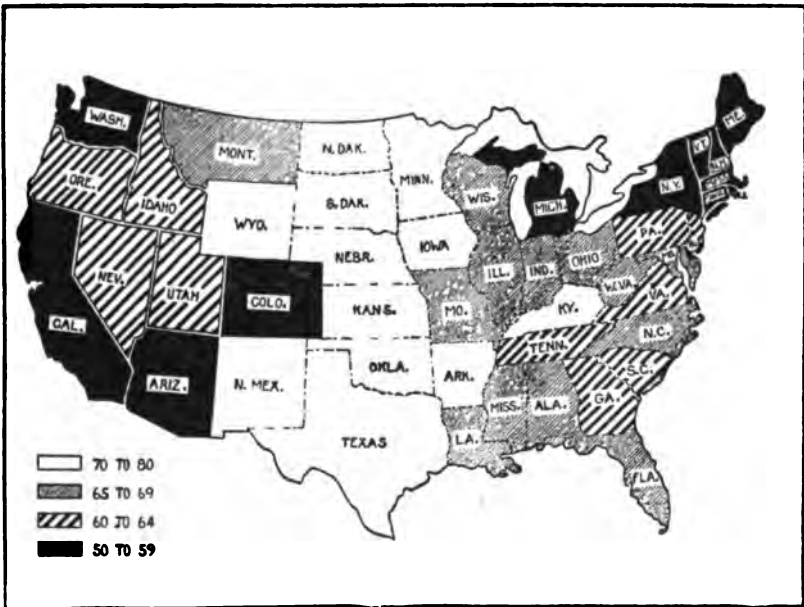 WASH.
MONT.
N. DAK.
MINN.
ORE.
IDAHO
WYO.
S. DAK.
WIS.
MICH.
N.Y.
VT.
N.H.
ME.
NEV.
UTAH
COLO.
NEBR.
IOWA
ILL.
IND.
OHIO
PA.
W.VA.
VA.
CAL.
ARIZ.
N. MEX.
KANS.
MO.
KY.
TENN.
N.C.
S.C.
OKLA.
ARK.
MISS.
ALA.
GA.
TEXAS
LA.
FLA.
70 TO 80
65 TO 69
60 TO 64
50 TO 59